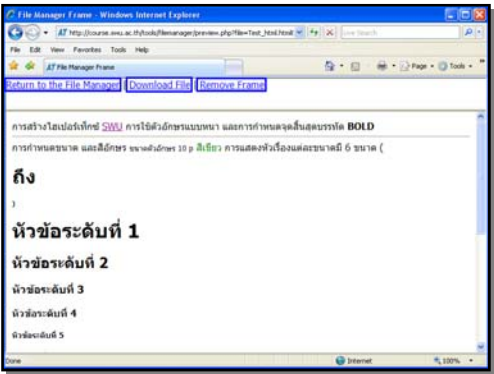 File Manager Frame - Windows Internet Explorer
http://course.swu.ac.th/tools/filemanager/preview.php?file=Test_html.html
Live Search
File Edit View Favorites Tools Help
File Manager Frame
Page Tools
Return to the File Manager Download File Remove Frame
การสร้างไฮเปอร์เท็กซ์ SWU การใช้ตัวอักษรแบบหนา และการกำหนดจุดสิ้นสุดบรรทัด BOLD
การกำหนดขนาด และสีอักษร ขนาดตัวอักษร 10 p สีเขียว การแสดงหัวเรื่องแต่ละขนาดมี 6 ขนาด (
ถึง
)
หัวข้อระดับที่ 1
หัวข้อระดับที่ 2
หัวข้อระดับที่ 3
หัวข้อระดับที่ 4
หัวข้อระดับที่ 5
Done Internet 100%